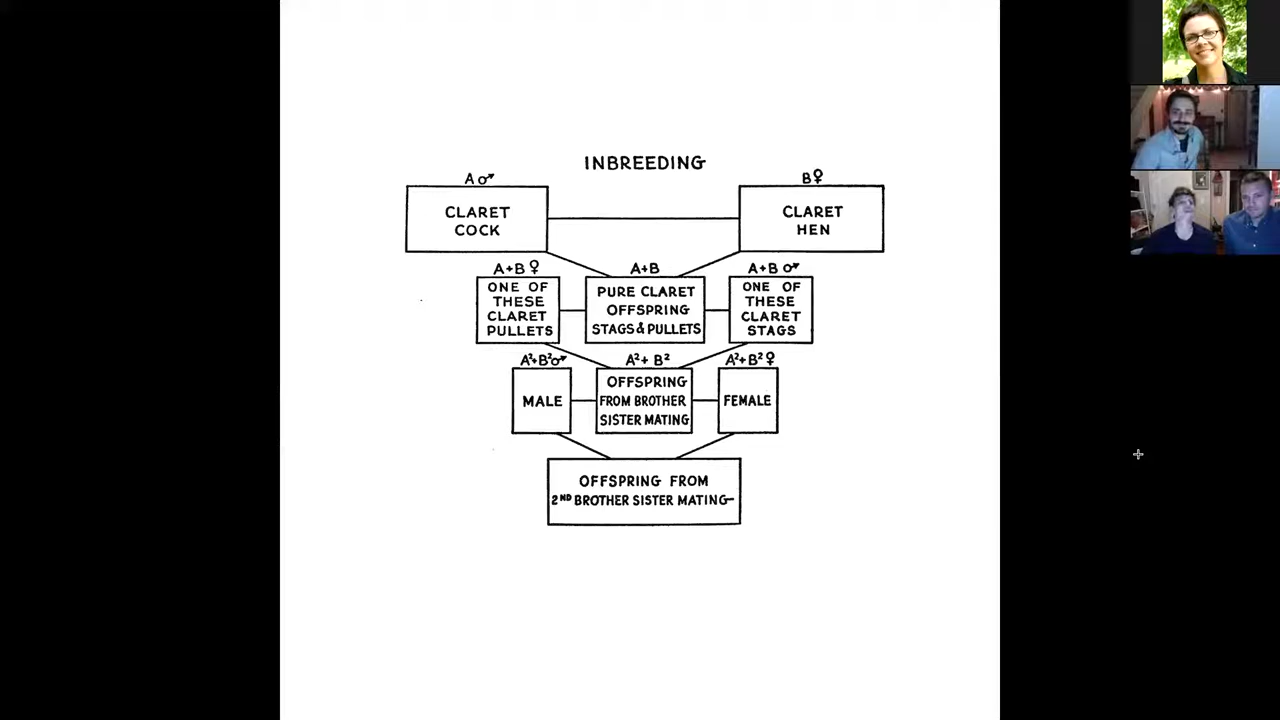 INBREEDING
A♂
B♀
CLARET
COCK
CLARET
HEN
A+B♀
A+B
A+B♂
ONE OF
THESE
CLARET
PULLETS
PURE CLARET
OFFSPRING
STAGS & PULLETS
ONE OF
THESE
CLARET
STAGS
A²+B²♂
A²+B²
A²+B²♀
MALE
OFFSPRING
FROM BROTHER
SISTER MATING
FEMALE
OFFSPRING FROM
2ND BROTHER SISTER MATING